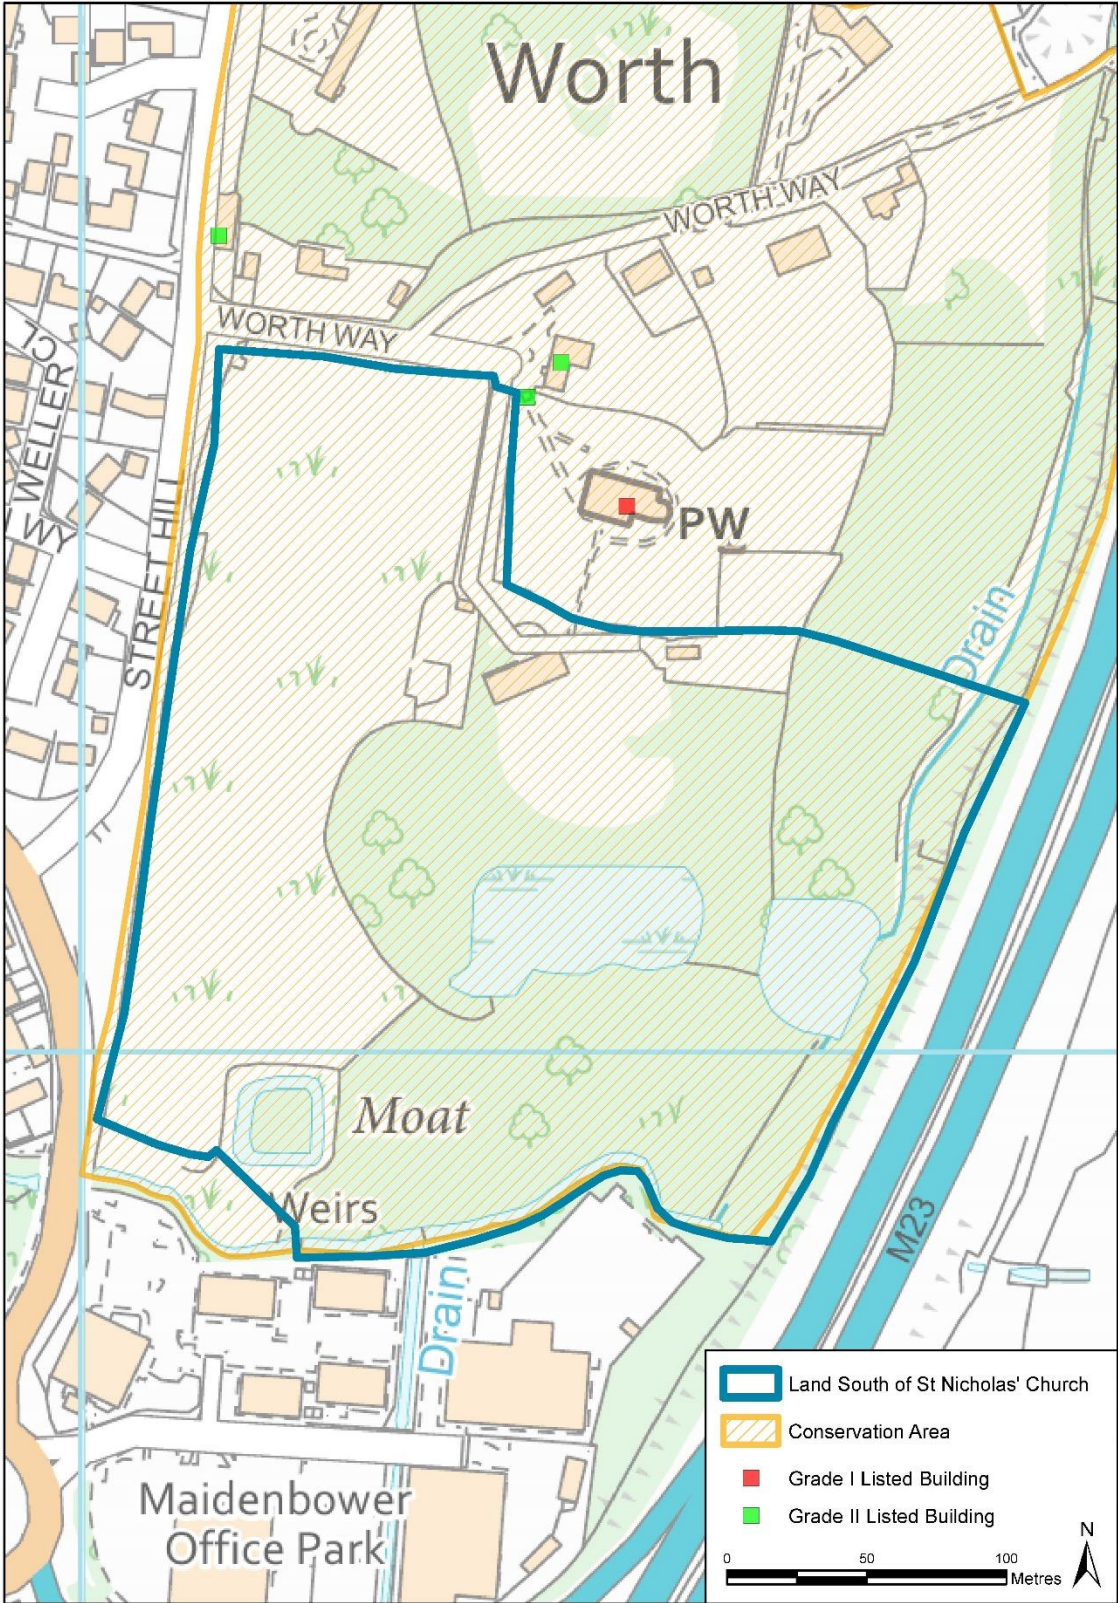 Worth
WORTH WAY
WORTH WAY
WELLER CL
WY
STREET HILL
PW
Drain
Moat
Weirs
Drain
M23
Maidenbower
Office Park
Land South of St Nicholas' Church
Conservation Area
Grade I Listed Building
Grade II Listed Building
N
0 50 100
Metres